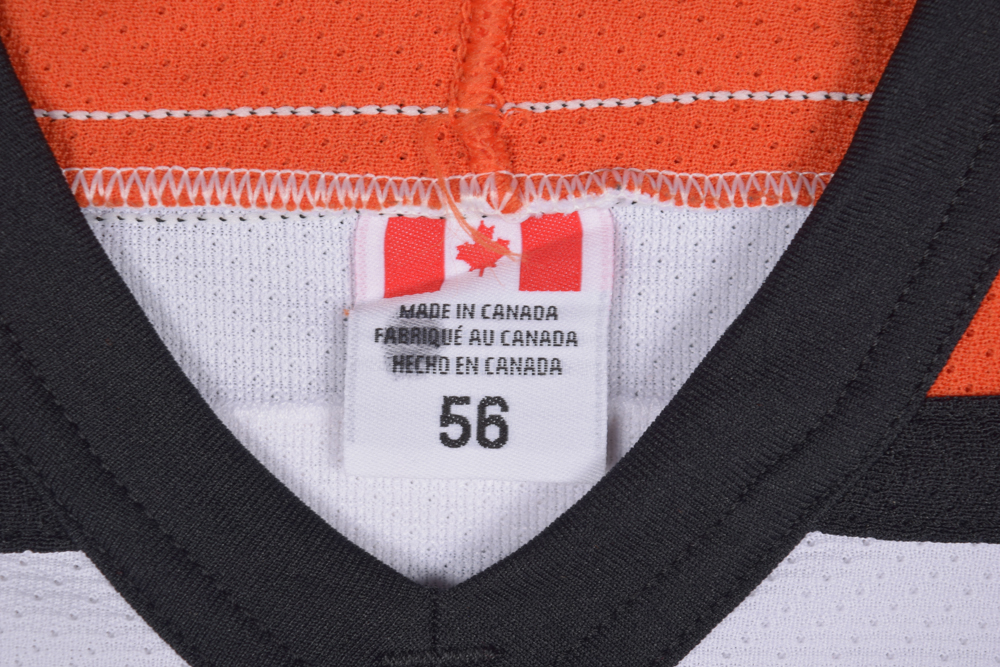 MADE IN CANADA
FABRIQUÉ AU CANADA
HECHO EN CANADA
56